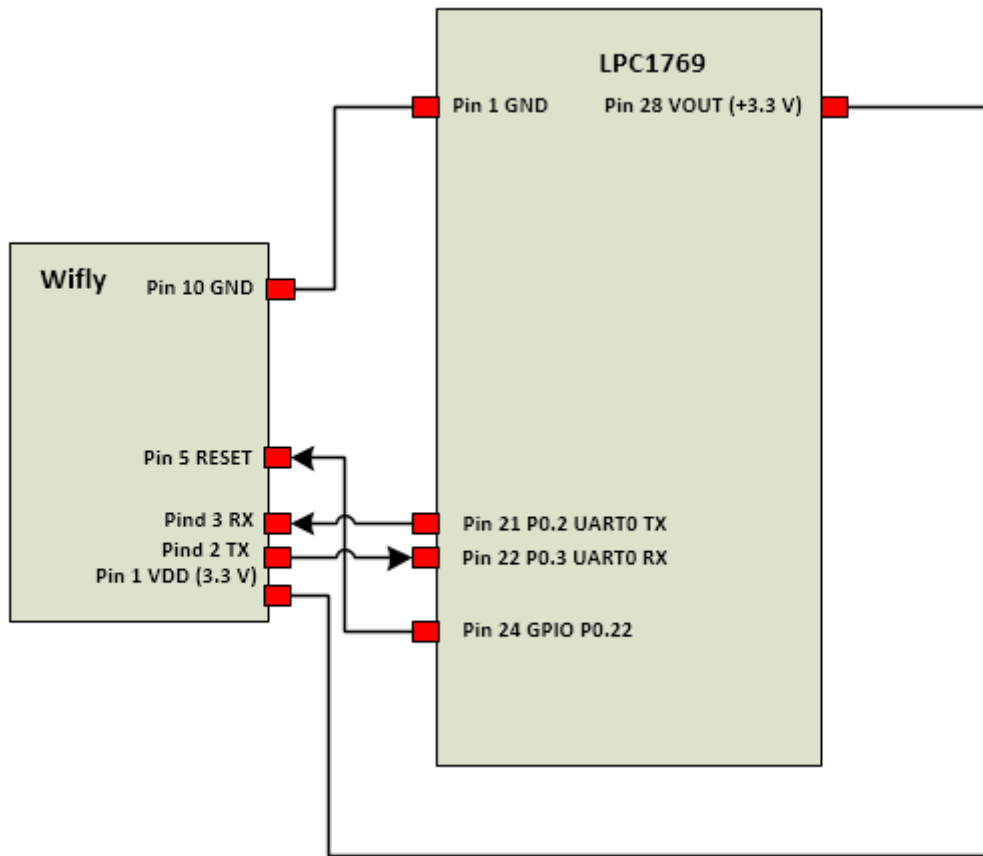 LPC1769
Pin 1 GND
Pin 28 VOUT (+3.3 V)
Wifly
Pin 10 GND
Pin 5 RESET
Pind 3 RX
Pind 2 TX
Pin 1 VDD (3.3 V)
Pin 21 P0.2 UART0 TX
Pin 22 P0.3 UART0 RX
Pin 24 GPIO P0.22